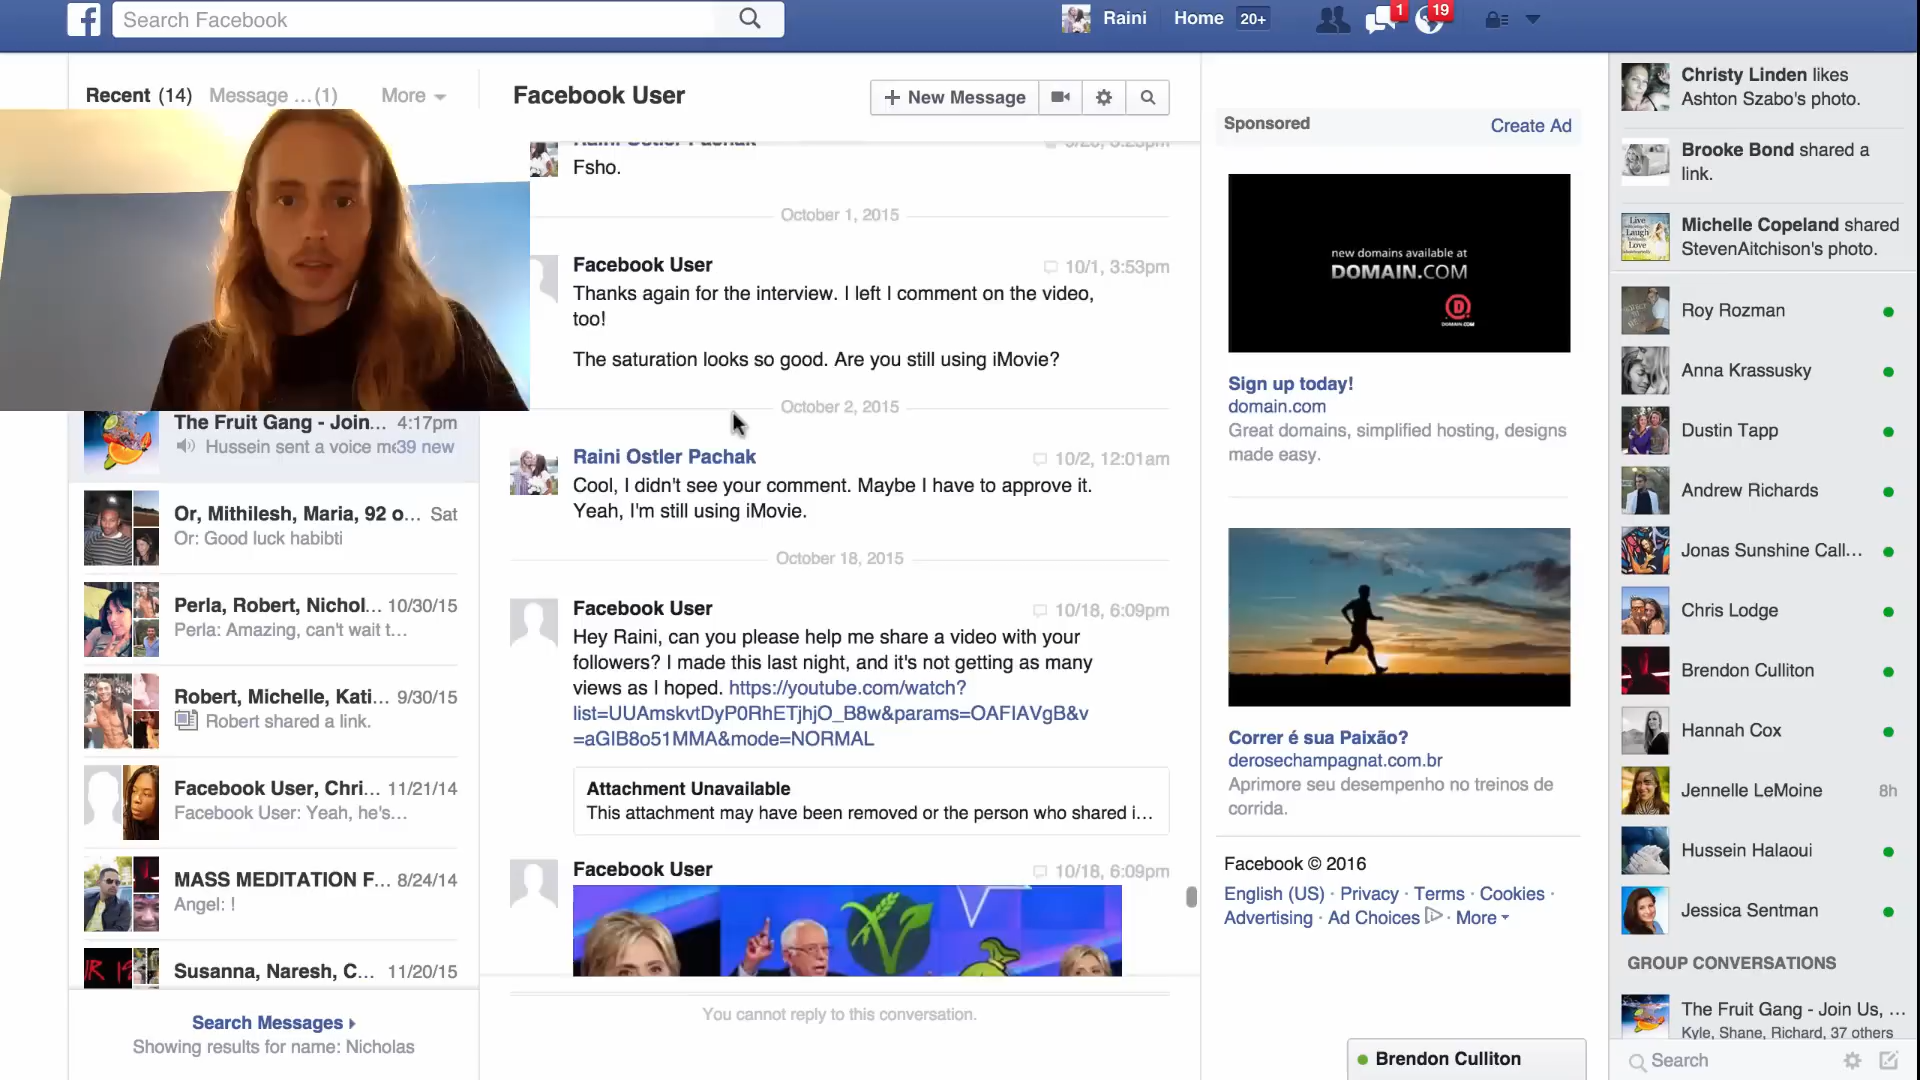 Search Facebook
Raini
Home 20+
1
19
Recent (14)
Message ...(1)
More
Facebook User
+ New Message
Raini Ostler Pachak
Fsho.
October 1, 2015
Facebook User
10/1, 3:53pm
Thanks again for the interview. I left I comment on the video,
too!
The saturation looks so good. Are you still using iMovie?
October 2, 2015
Raini Ostler Pachak
10/2, 12:01am
Cool, I didn't see your comment. Maybe I have to approve it.
Yeah, I'm still using iMovie.
October 18, 2015
Facebook User
10/18, 6:09pm
Hey Raini, can you please help me share a video with your
followers? I made this last night, and it's not getting as many
views as I hoped. https://youtube.com/watch?
list=UUAmskvtDyP0RhETjhjO_B8w&params=OAFIAVgB&v
=aGIB8o51MMA&mode=NORMAL
Attachment Unavailable
This attachment may have been removed or the person who shared i...
Facebook User
10/18, 6:09pm
You cannot reply to this conversation.
The Fruit Gang - Join... 4:17pm
Hussein sent a voice me 39 new
Or, Mithilesh, Maria, 92 o... Sat
Or: Good luck habibti
Perla, Robert, Nichol... 10/30/15
Perla: Amazing, can't wait t...
Robert, Michelle, Kati... 9/30/15
Robert shared a link.
Facebook User, Chri... 11/21/14
Facebook User: Yeah, he's...
MASS MEDITATION F... 8/24/14
Angel: !
Susanna, Naresh, C... 11/20/15
Search Messages
Showing results for name: Nicholas
Sponsored
Create Ad
new domains available at
DOMAIN.COM
DOMAIN.COM
Sign up today!
domain.com
Great domains, simplified hosting, designs
made easy.
Correr é sua Paixão?
derosechampagnat.com.br
Aprimore seu desempenho no treinos de
corrida.
Facebook © 2016
English (US) · Privacy · Terms · Cookies ·
Advertising · Ad Choices · More
Brendon Culliton
Christy Linden likes
Ashton Szabo's photo.
Brooke Bond shared a
link.
Live
Laugh
Love
Michelle Copeland shared
StevenAitchison's photo.
Roy Rozman
Anna Krassusky
Dustin Tapp
Andrew Richards
Jonas Sunshine Call...
Chris Lodge
Brendon Culliton
Hannah Cox
Jennelle LeMoine 8h
Hussein Halaoui
Jessica Sentman
GROUP CONVERSATIONS
The Fruit Gang - Join Us, ...
Kyle, Shane, Richard, 37 others
Search